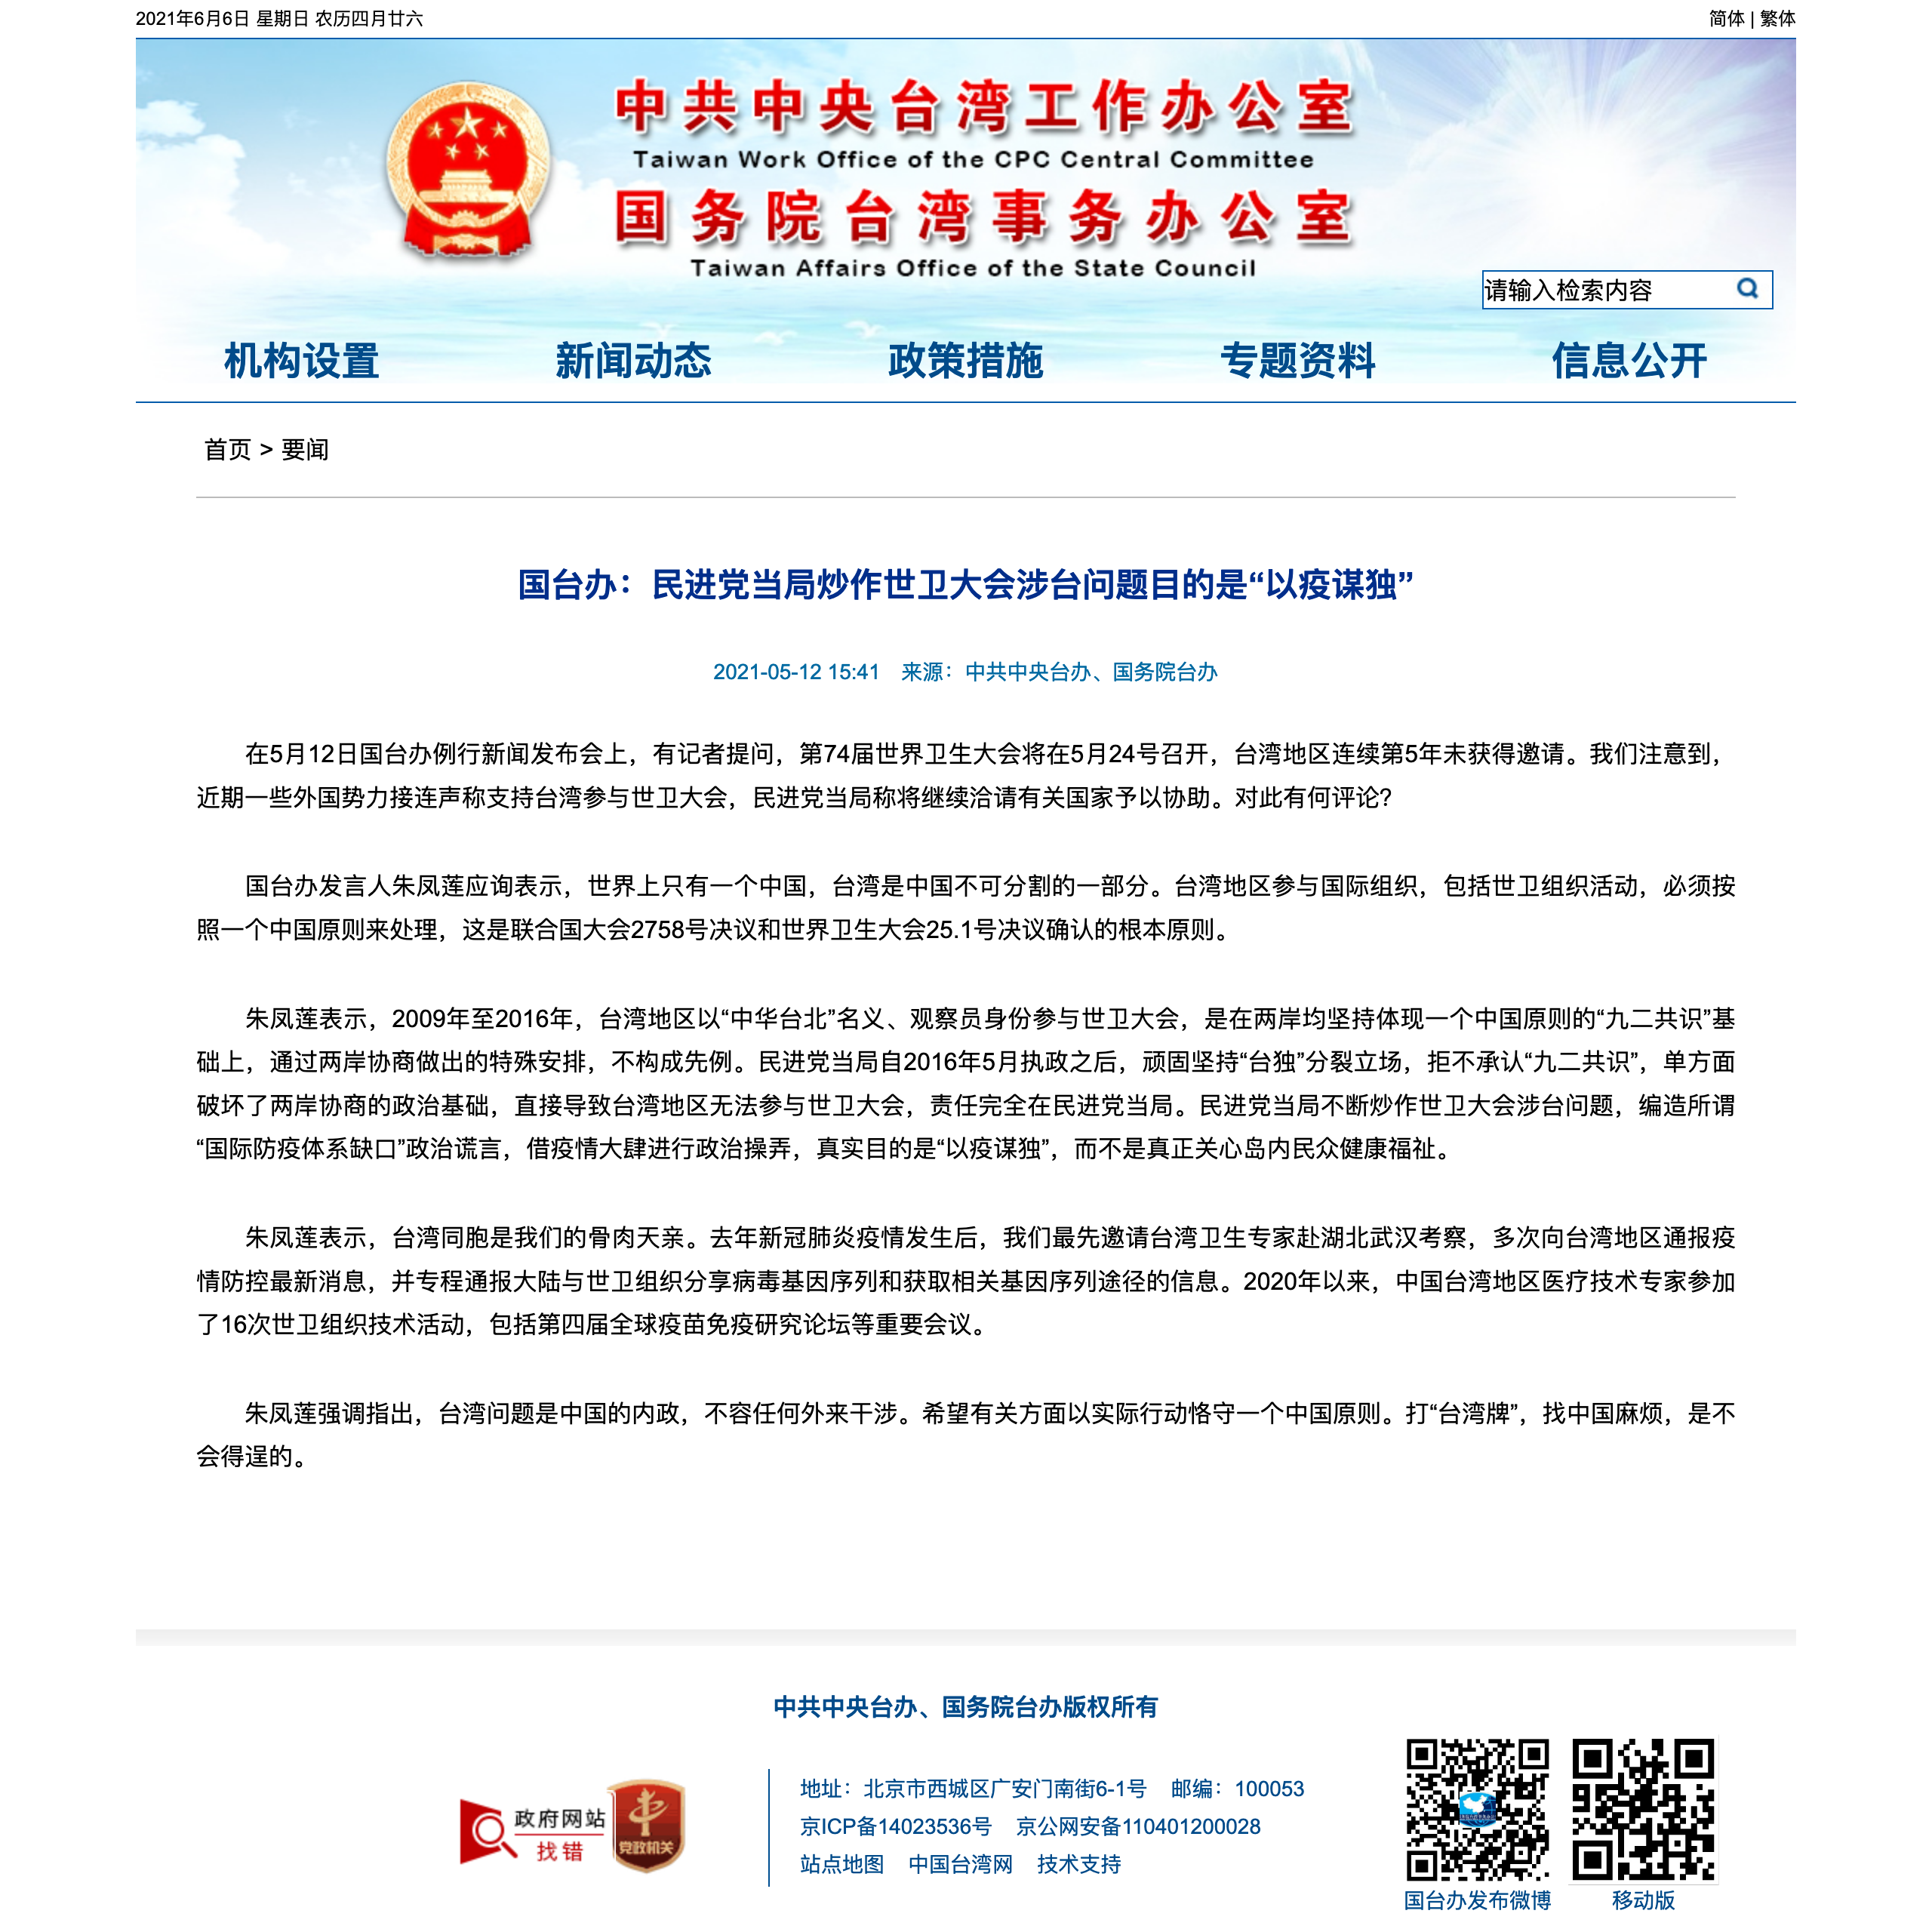 2021年6月6日 星期日 农历四月廿六
简体 | 繁体
中共中央台湾工作办公室
Taiwan Work Office of the CPC Central Committee
国务院台湾事务办公室
Taiwan Affairs Office of the State Council
请输入检索内容
机构设置 新闻动态 政策措施 专题资料 信息公开
首页 > 要闻
国台办：民进党当局炒作世卫大会涉台问题目的是“以疫谋独”
2021-05-12 15:41 来源：中共中央台办、国务院台办
在5月12日国台办例行新闻发布会上，有记者提问，第74届世界卫生大会将在5月24号召开，台湾地区连续第5年未获得邀请。我们注意到，
近期一些外国势力接连声称支持台湾参与世卫大会，民进党当局称将继续洽请有关国家予以协助。对此有何评论？
国台办发言人朱凤莲应询表示，世界上只有一个中国，台湾是中国不可分割的一部分。台湾地区参与国际组织，包括世卫组织活动，必须按
照一个中国原则来处理，这是联合国大会2758号决议和世界卫生大会25.1号决议确认的根本原则。
朱凤莲表示，2009年至2016年，台湾地区以“中华台北”名义、观察员身份参与世卫大会，是在两岸均坚持体现一个中国原则的“九二共识”基
础上，通过两岸协商做出的特殊安排，不构成先例。民进党当局自2016年5月执政之后，顽固坚持“台独”分裂立场，拒不承认“九二共识”，单方面
破坏了两岸协商的政治基础，直接导致台湾地区无法参与世卫大会，责任完全在民进党当局。民进党当局不断炒作世卫大会涉台问题，编造所谓
“国际防疫体系缺口”政治谎言，借疫情大肆进行政治操弄，真实目的是“以疫谋独”，而不是真正关心岛内民众健康福祉。
朱凤莲表示，台湾同胞是我们的骨肉天亲。去年新冠肺炎疫情发生后，我们最先邀请台湾卫生专家赴湖北武汉考察，多次向台湾地区通报疫
情防控最新消息，并专程通报大陆与世卫组织分享病毒基因序列和获取相关基因序列途径的信息。2020年以来，中国台湾地区医疗技术专家参加
了16次世卫组织技术活动，包括第四届全球疫苗免疫研究论坛等重要会议。
朱凤莲强调指出，台湾问题是中国的内政，不容任何外来干涉。希望有关方面以实际行动恪守一个中国原则。打“台湾牌”，找中国麻烦，是不
会得逞的。
中共中央台办、国务院台办版权所有
政府网站
找错
党政机关
地址：北京市西城区广安门南街6-1号 邮编：100053
京ICP备14023536号 京公网安备110401200028
站点地图 中国台湾网 技术支持
国台办发布微博 移动版